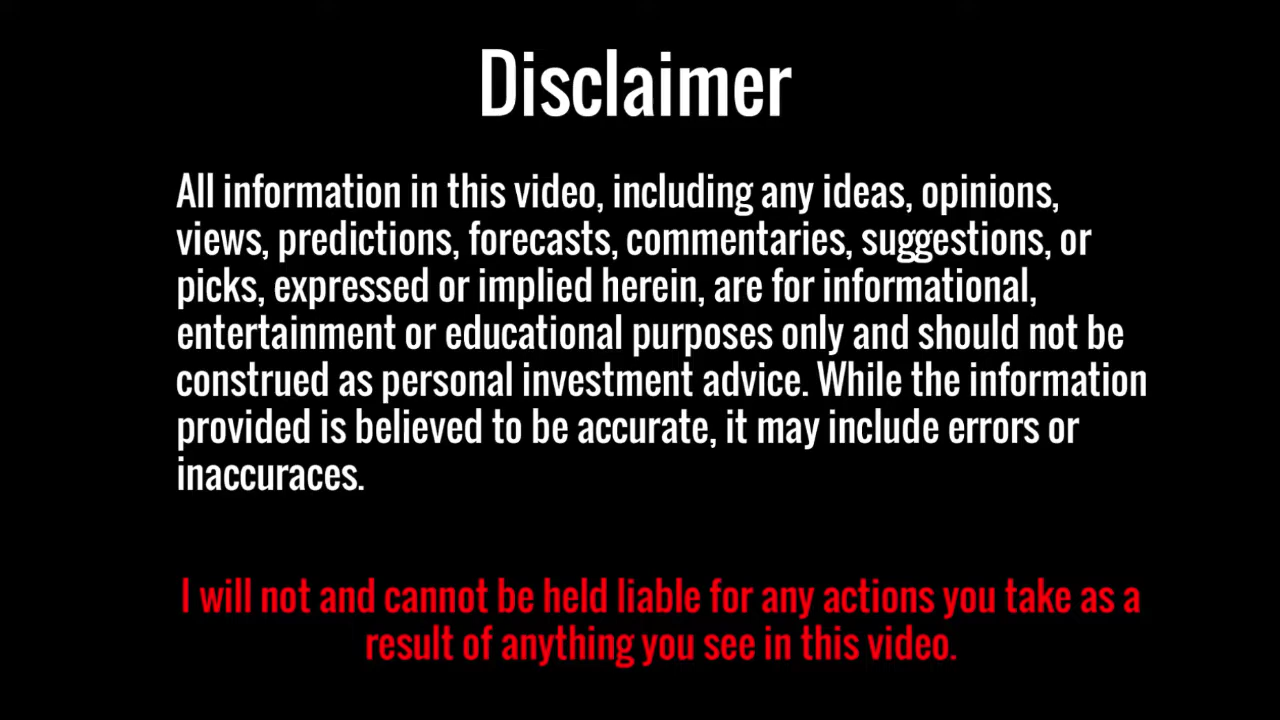 Disclaimer
All information in this video, including any ideas, opinions,
views, predictions, forecasts, commentaries, suggestions, or
picks, expressed or implied herein, are for informational,
entertainment or educational purposes only and should not be
construed as personal investment advice. While the information
provided is believed to be accurate, it may include errors or
inaccuraces.
I will not and cannot be held liable for any actions you take as a
result of anything you see in this video.